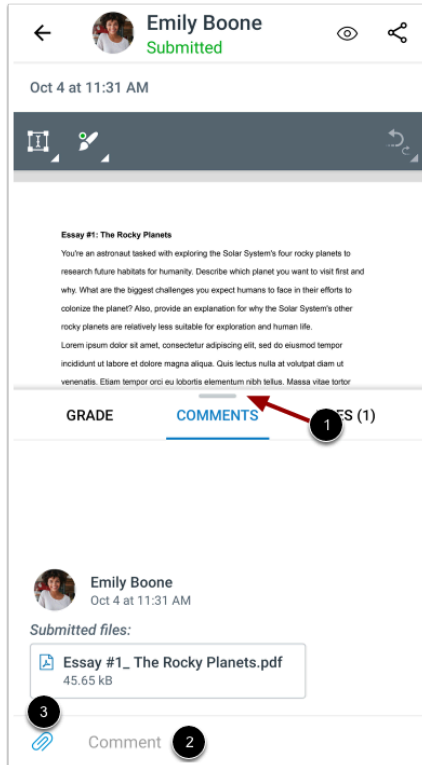 Emily Boone
Submitted
Oct 4 at 11:31 AM
Essay #1: The Rocky Planets
You're an astronaut tasked with exploring the Solar System's four rocky planets to
research future habitats for humanity. Describe which planet you want to visit first and
why. What are the biggest challenges you expect humans to face in their efforts to
colonize the planet? Also, provide an explanation for why the Solar System's other
rocky planets are relatively less suitable for exploration and human life.
Lorem ipsum dolor sit amet, consectetur adipiscing elit, sed do eiusmod tempor
incididunt ut labore et dolore magna aliqua. Quis lectus nulla at volutpat diam ut
venenatis. Etiam tempor orci eu lobortis elementum nibh tellus. Massa vitae tortor
GRADE COMMENTS ES (1)
1
Emily Boone
Oct 4 at 11:31 AM
Submitted files:
Essay #1_ The Rocky Planets.pdf
45.65 kB
3
Comment 2